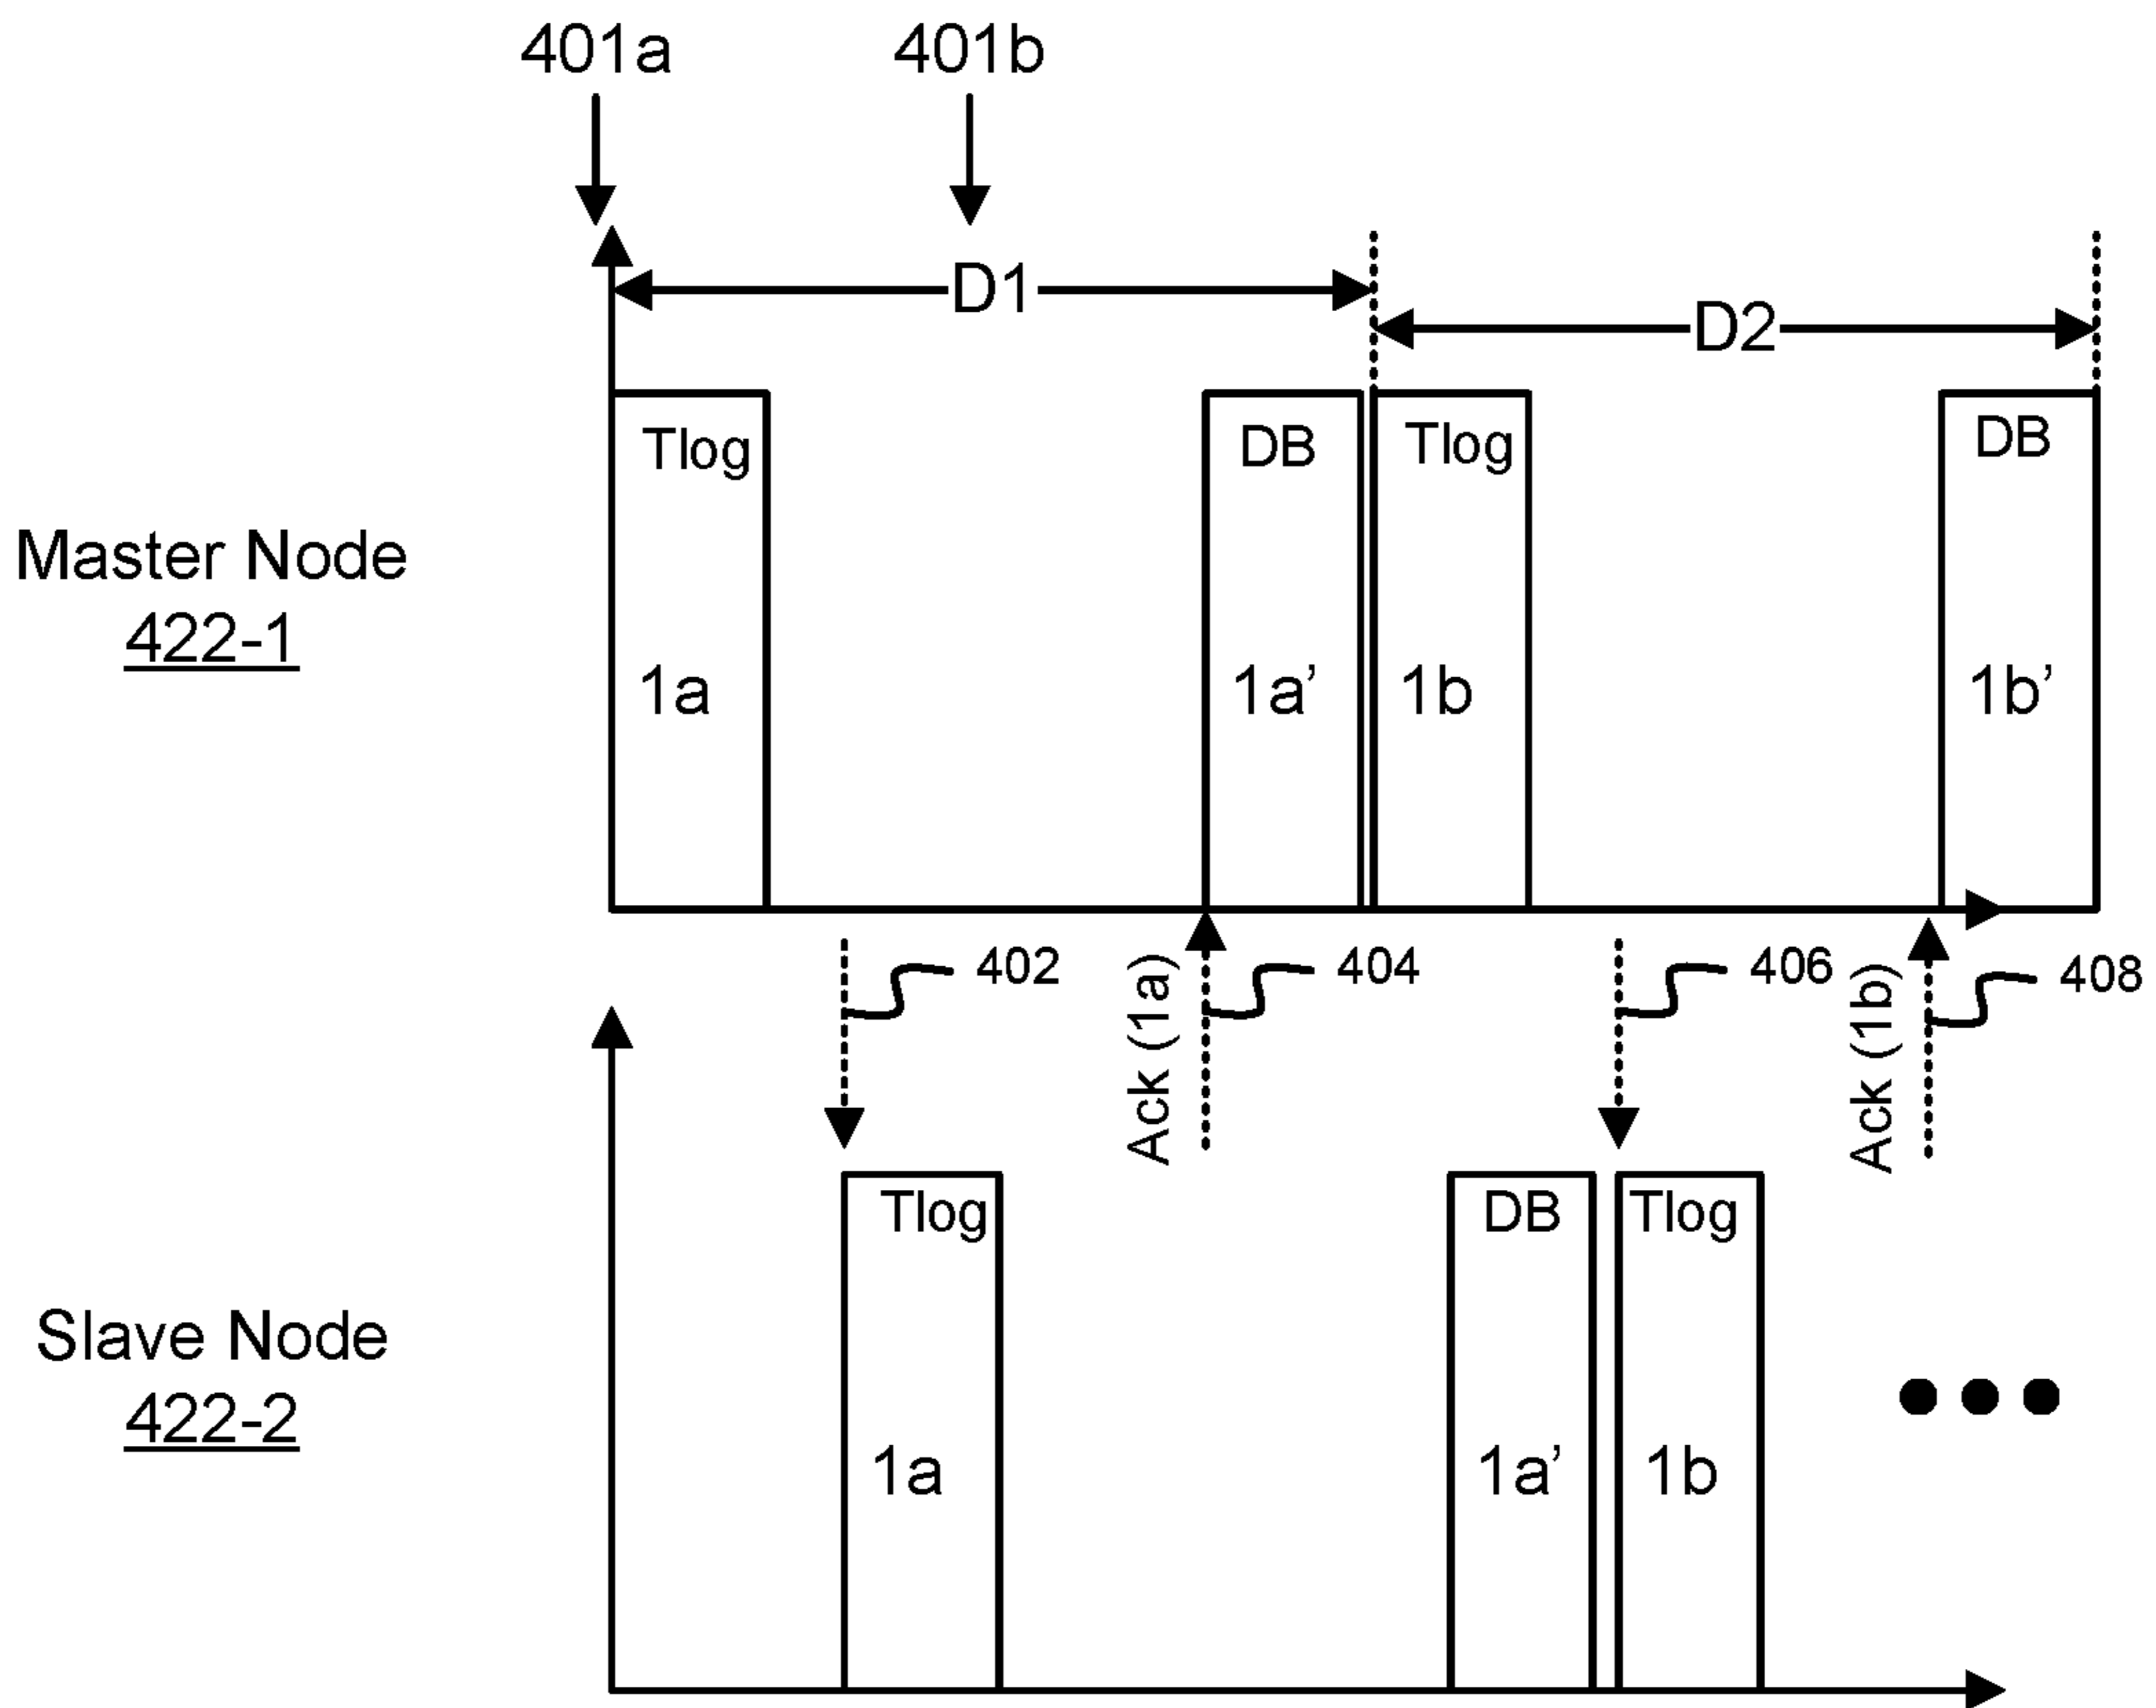 401a 401b
D1
D2
Tlog DB Tlog DB
Master Node
422-1
1a 1a’ 1b 1b’
402 404 406 408
Ack (1a) Ack (1b)
Tlog DB Tlog
Slave Node
422-2
1a 1a’ 1b